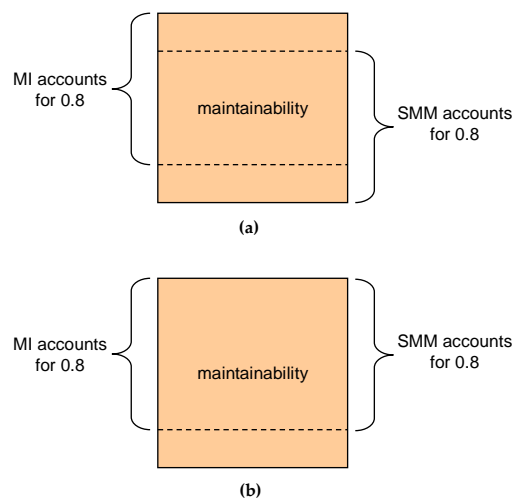 MI accounts
for 0.8
maintainability
SMM accounts
for 0.8
(a)
MI accounts
for 0.8
maintainability
SMM accounts
for 0.8
(b)